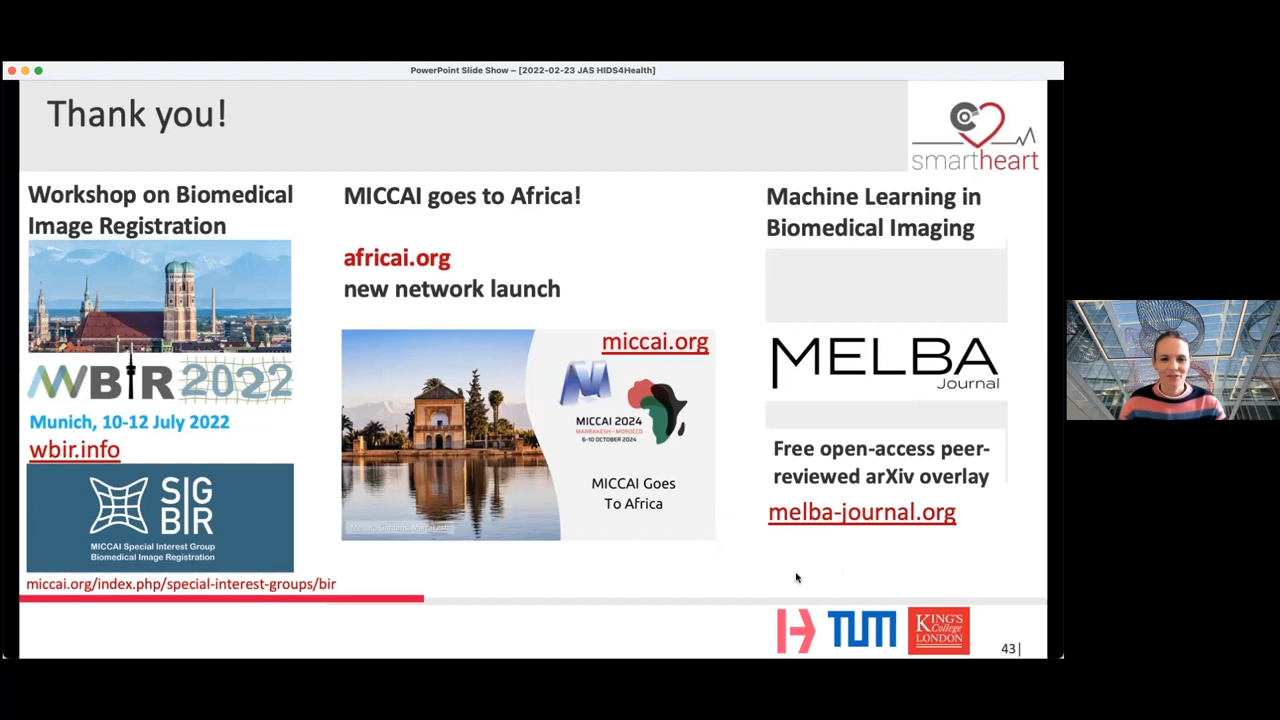 PowerPoint Slide Show – [2022-02-23 JAS HIDS4Health]
Thank you!
smartheart
Workshop on Biomedical
Image Registration
WBIR 2022
Munich, 10-12 July 2022
wbir.info
SIG
BIR
MICCAI Special Interest Group
Biomedical Image Registration
miccai.org/index.php/special-interest-groups/bir
MICCAI goes to Africa!
africai.org
new network launch
miccai.org
MICCAI 2024
MARRAKESH • MOROCCO
6-10 OCTOBER 2024
MICCAI Goes
To Africa
Machine Learning in
Biomedical Imaging
MELBA
Journal
Free open-access peer-
reviewed arXiv overlay
melba-journal.org
TUM
KING'S
College
LONDON
43|